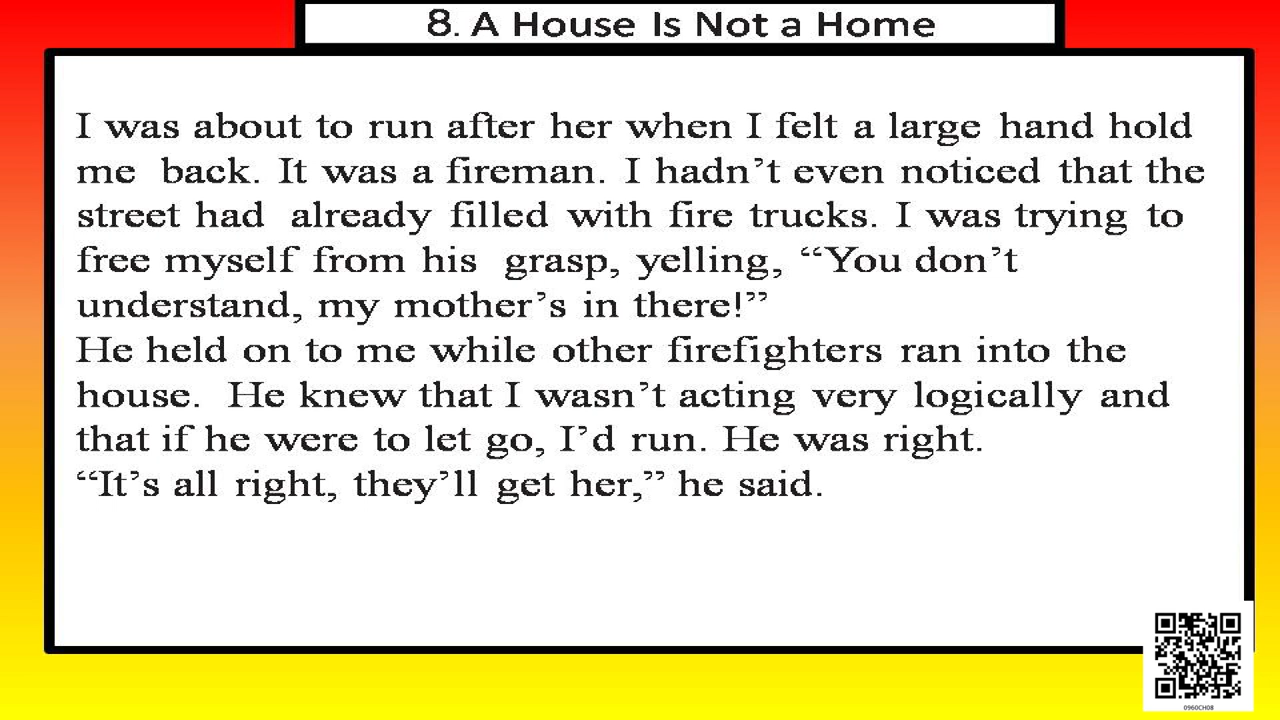 8. A House Is Not a Home
I was about to run after her when I felt a large hand hold
me back. It was a fireman. I hadn’t even noticed that the
street had already filled with fire trucks. I was trying to
free myself from his grasp, yelling, “You don’t
understand, my mother’s in there!”
He held on to me while other firefighters ran into the
house. He knew that I wasn’t acting very logically and
that if he were to let go, I’d run. He was right.
“It’s all right, they’ll get her,” he said.
0960CH08